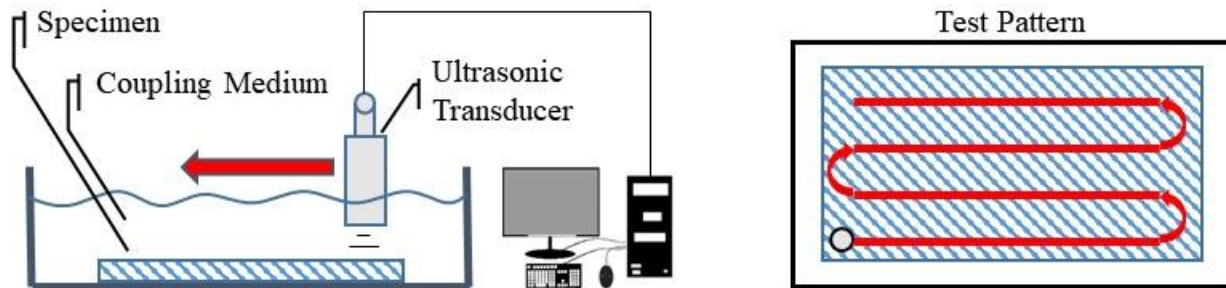 Specimen
Coupling Medium
Ultrasonic
Transducer
Test Pattern